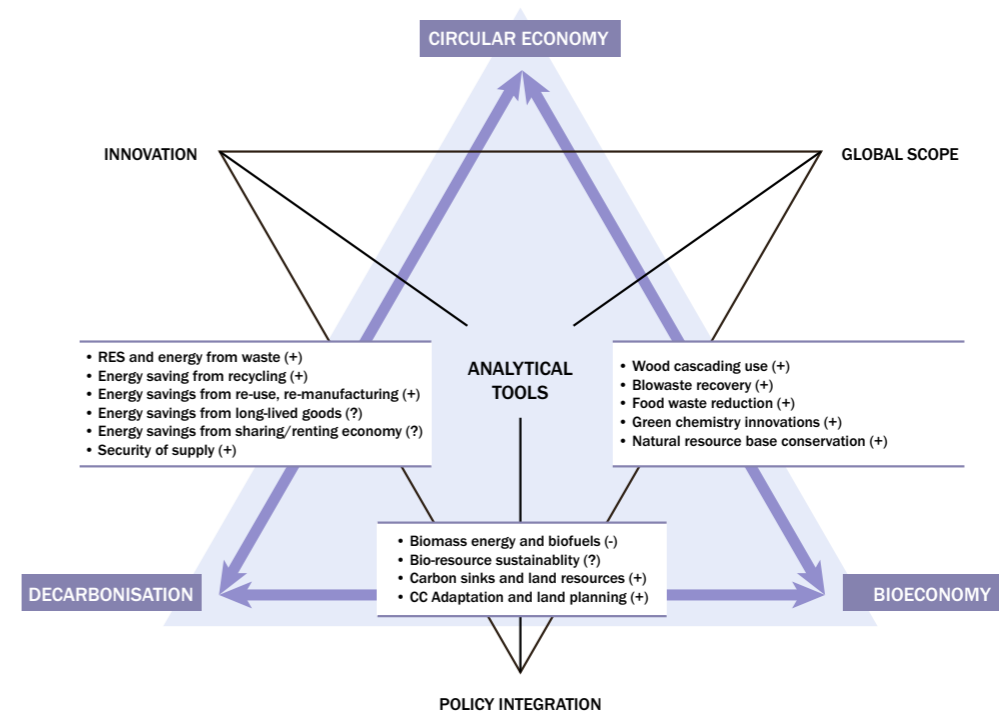 CIRCULAR ECONOMY
INNOVATION
GLOBAL SCOPE
• RES and energy from waste (+)
• Energy saving from recycling (+)
• Energy savings from re-use, re-manufacturing (+)
• Energy savings from long-lived goods (?)
• Energy savings from sharing/renting economy (?)
• Security of supply (+)
ANALYTICAL
TOOLS
• Wood cascading use (+)
• Blowaste recovery (+)
• Food waste reduction (+)
• Green chemistry innovations (+)
• Natural resource base conservation (+)
• Biomass energy and biofuels (-)
• Bio-resource sustainablity (?)
• Carbon sinks and land resources (+)
• CC Adaptation and land planning (+)
DECARBONISATION
BIOECONOMY
POLICY INTEGRATION